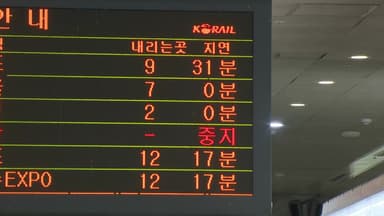 안 내 KORAIL
내리는곳 지연
9 31분
7 0분
2 0분
- 중지
12 17분
EXPO 12 17분